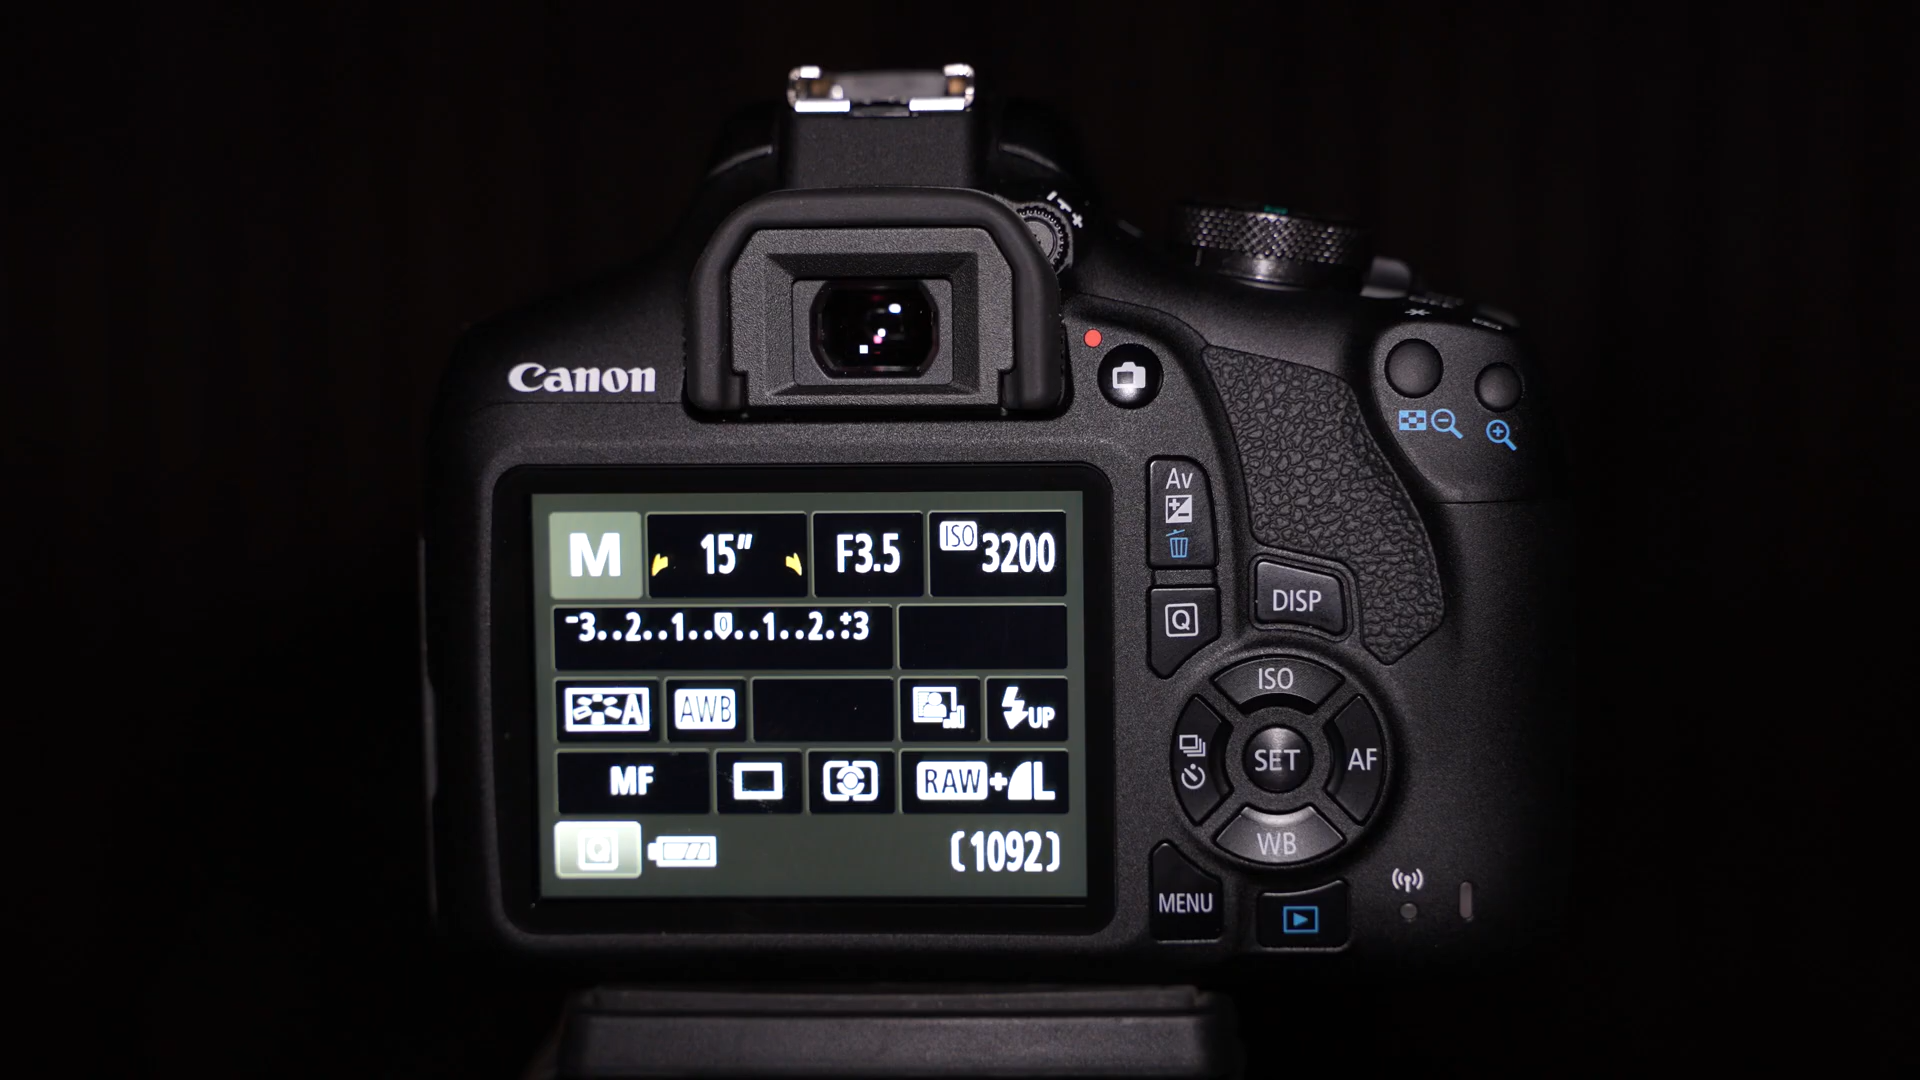 Canon
Av
M 15" F3.5 ISO 3200
DISP
Q
-3..2..1..0..1..2.:+3
ISO
A AWB UP
SET AF
MF RAW+L
WB
Q [1092]
MENU